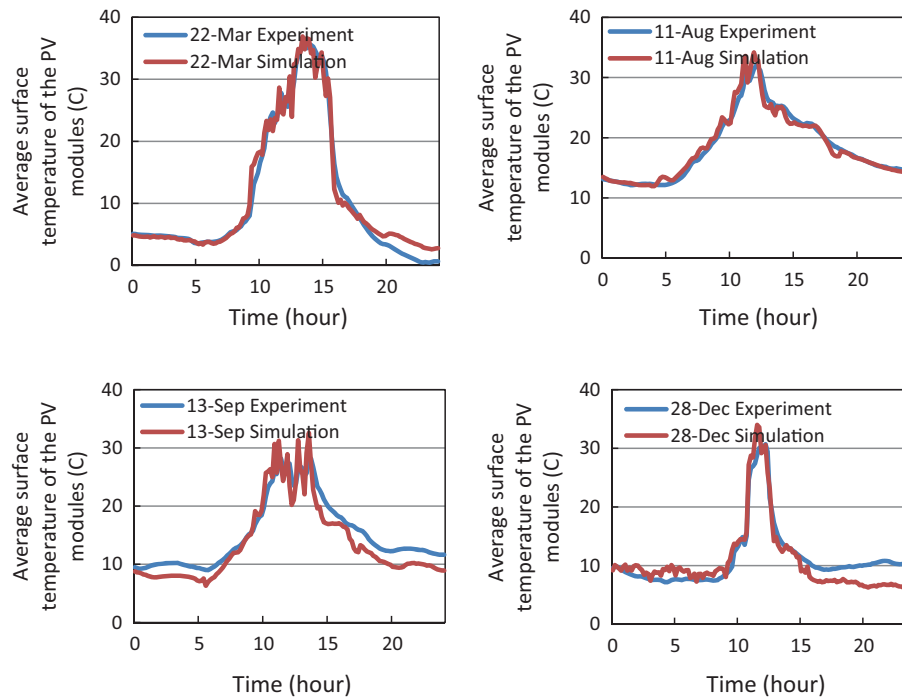 Average surface
temperature of the PV
modules (C)
40
30
20
10
0
22-Mar Experiment
22-Mar Simulation
0 5 10 15 20
Time (hour)
Average surface
temperature of the PV
modules (C)
40
30
20
10
0
11-Aug Experiment
11-Aug Simulation
0 5 10 15 20
Time (hour)
Average surface
temperature of the PV
modules (C)
40
30
20
10
0
13-Sep Experiment
13-Sep Simulation
0 5 10 15 20
Time (hour)
Average surface
temperature of the PV
modules (C)
40
30
20
10
0
28-Dec Experiment
28-Dec Simulation
0 5 10 15 20
Time (hour)